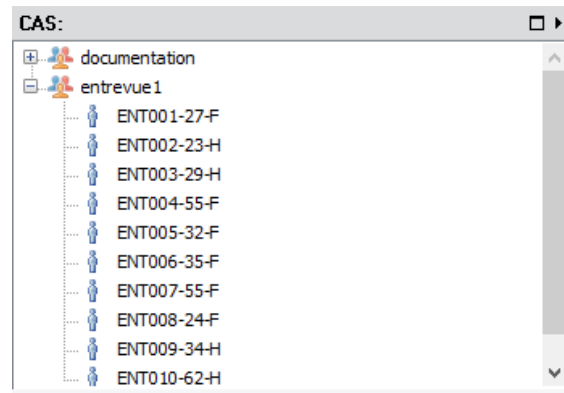 CAS:
documentation
entrevue1
ENT001-27-F
ENT002-23-H
ENT003-29-H
ENT004-55-F
ENT005-32-F
ENT006-35-F
ENT007-55-F
ENT008-24-F
ENT009-34-H
ENT010-62-H